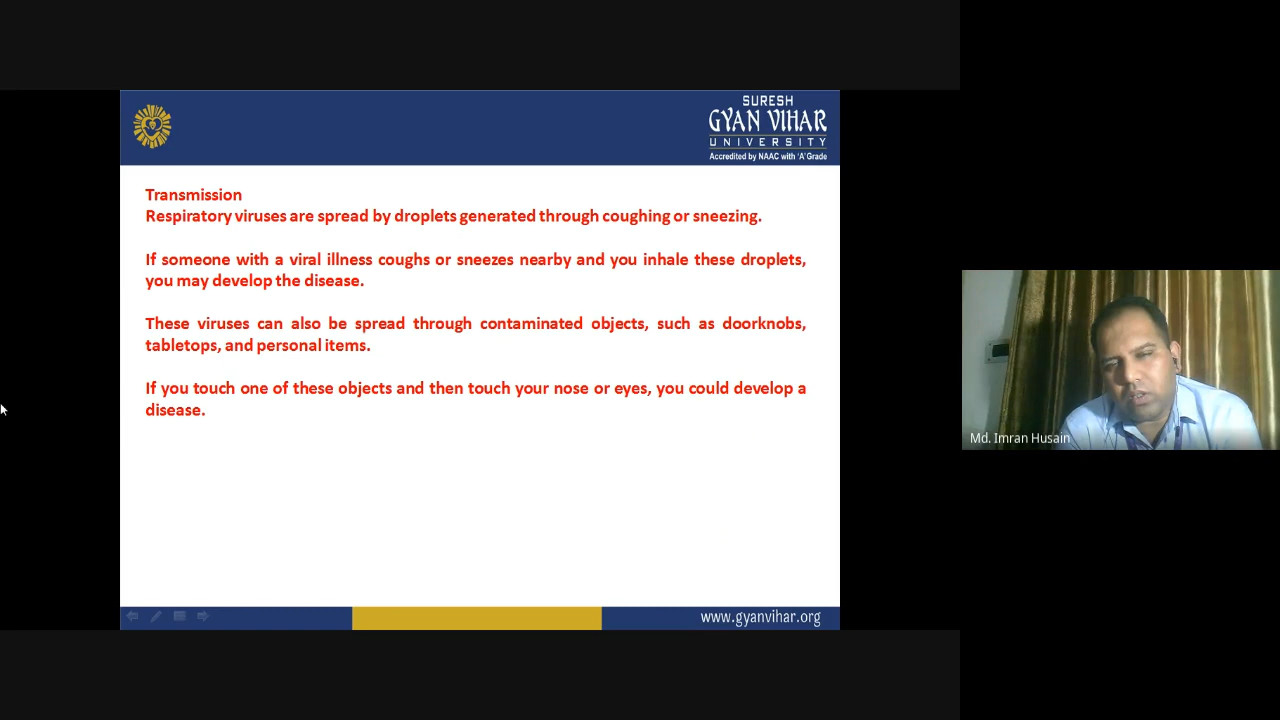 SURESH
GYAN VIHAR
UNIVERSITY
Accredited by NAAC with 'A' Grade
Transmission
Respiratory viruses are spread by droplets generated through coughing or sneezing.
If someone with a viral illness coughs or sneezes nearby and you inhale these droplets,
you may develop the disease.
These viruses can also be spread through contaminated objects, such as doorknobs,
tabletops, and personal items.
If you touch one of these objects and then touch your nose or eyes, you could develop a
disease.
Md. Imran Husain
www.gyanvihar.org